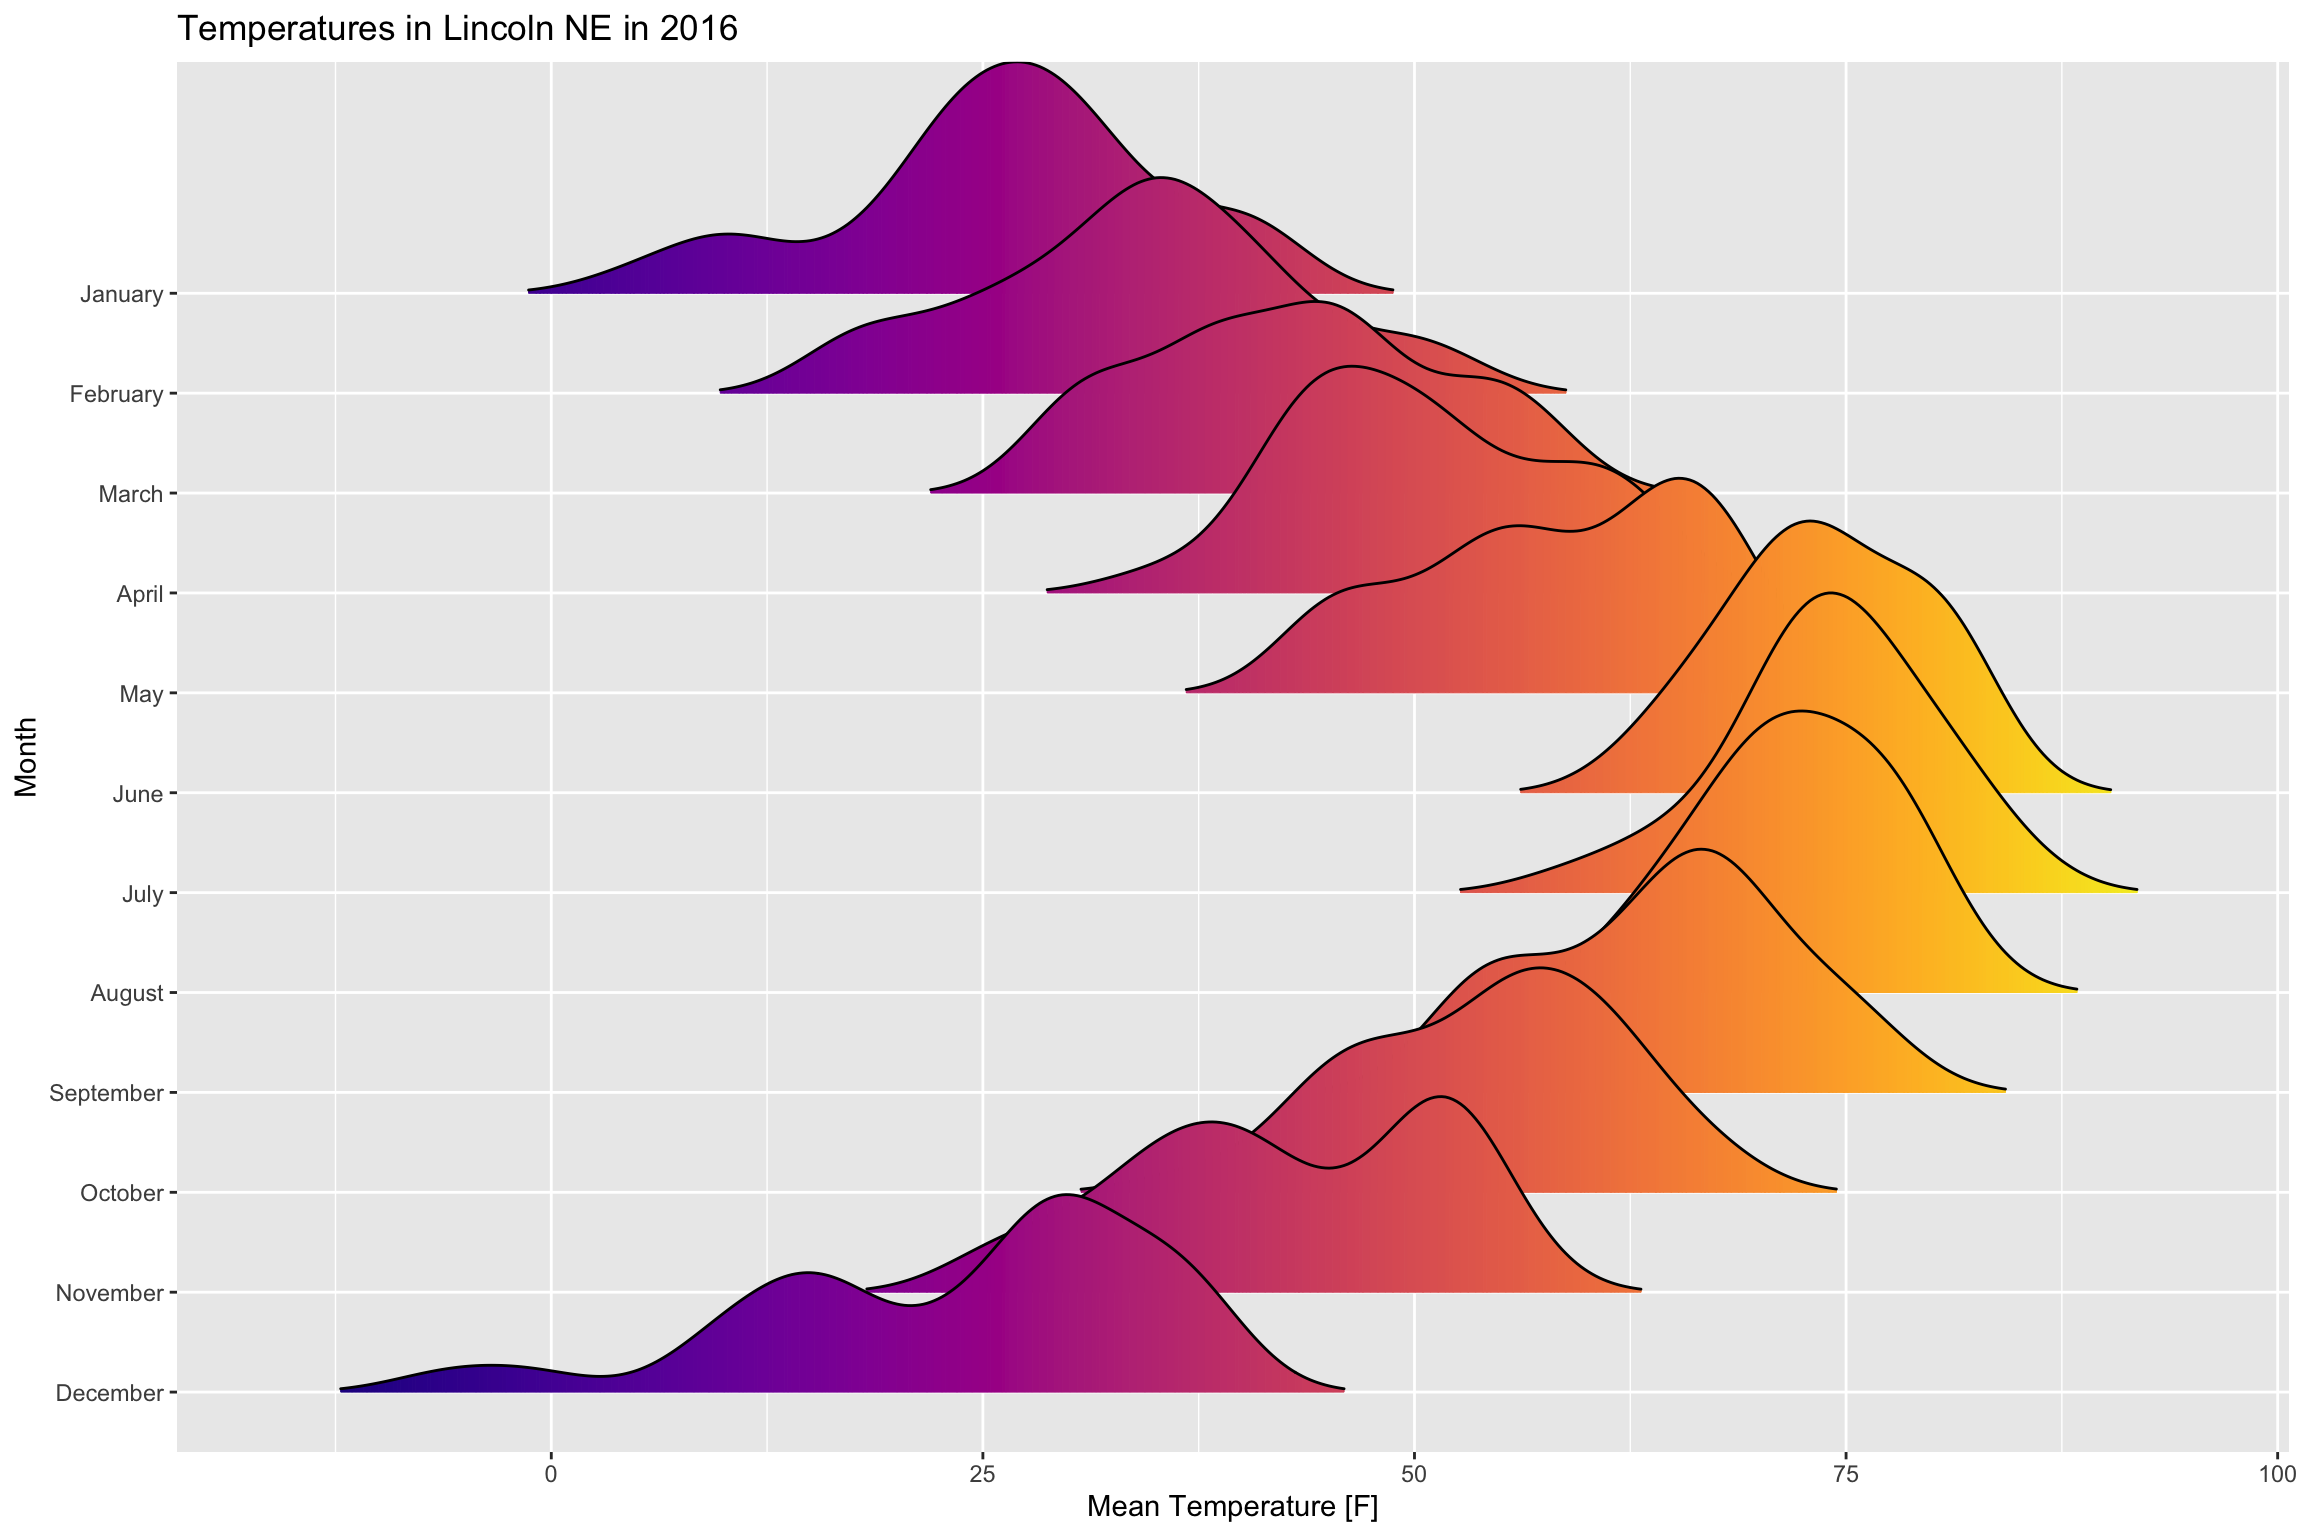 Temperatures in Lincoln NE in 2016
January
February
March
April
May
June
July
August
September
October
November
December
Month
0 25 50 75 100
Mean Temperature [F]